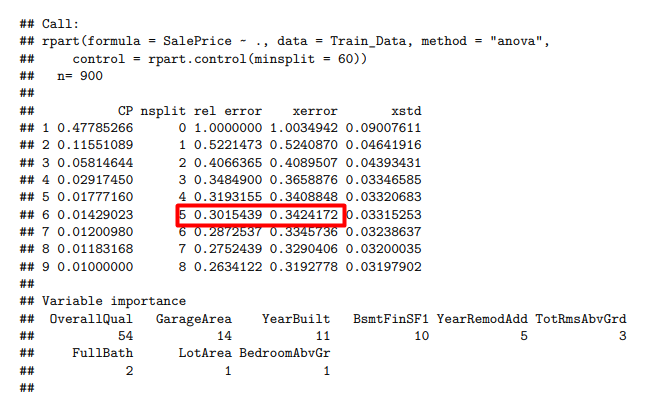 ## Call:
## rpart(formula = SalePrice ~ ., data = Train_Data, method = "anova",
##     control = rpart.control(minsplit = 60))
##   n= 900
##
##           CP nsplit rel error    xerror       xstd
## 1 0.47785266      0 1.0000000 1.0034942 0.09007611
## 2 0.11551089      1 0.5221473 0.5240870 0.04641916
## 3 0.05814644      2 0.4066365 0.4089507 0.04393431
## 4 0.02917450      3 0.3484900 0.3658876 0.03346585
## 5 0.01777160      4 0.3193155 0.3408848 0.03320683
## 6 0.01429023      5 0.3015439 0.3424172 0.03315253
## 7 0.01200980      6 0.2872537 0.3345736 0.03238637
## 8 0.01183168      7 0.2752439 0.3290406 0.03200035
## 9 0.01000000      8 0.2634122 0.3192778 0.03197902
##
## Variable importance
##  OverallQual   GarageArea    YearBuilt   BsmtFinSF1 YearRemodAdd TotRmsAbvGrd
##           54           14           11           10            5            3
##     FullBath      LotArea BedroomAbvGr
##            2            1            1
##